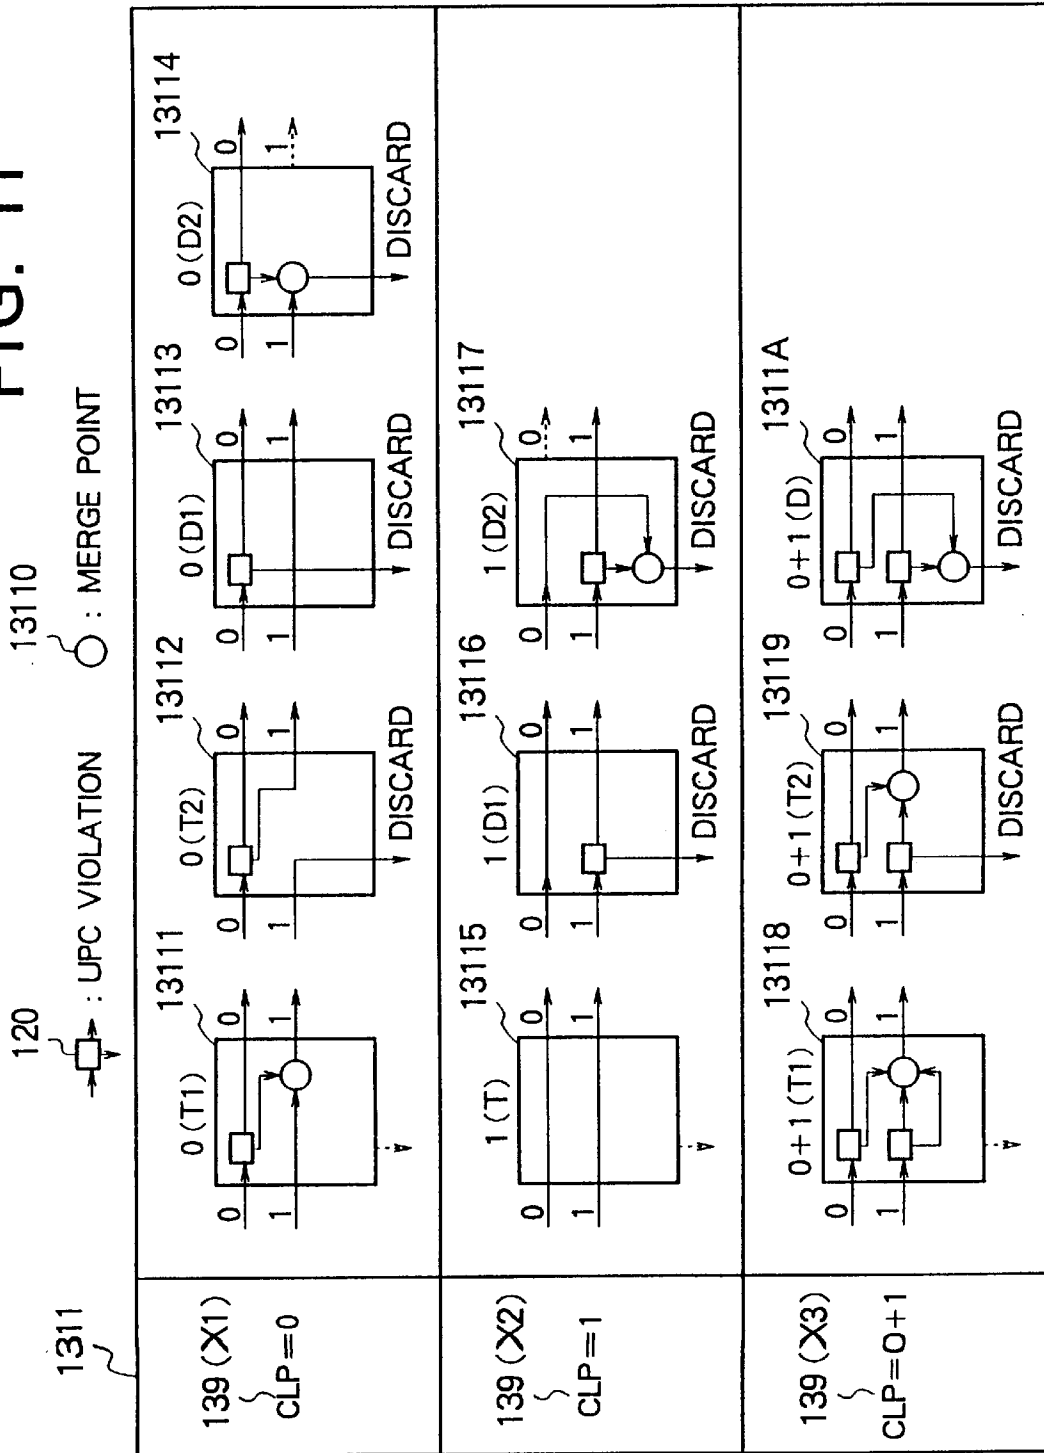 FIG. 11
120 : UPC VIOLATION
13110 : MERGE POINT
1311
139 (X1)
CLP=0
13111
0 (T1)
0 0
1 1
13112
0 (T2)
0 0
1 1
DISCARD
13113
0 (D1)
0 0
1 1
DISCARD
13114
0 (D2)
0 0
1 1
DISCARD
139 (X2)
CLP=1
13115
1 (T)
0 0
1 1
13116
1 (D1)
0 0
1 1
DISCARD
13117
1 (D2)
0 0
1 1
DISCARD
139 (X3)
CLP=0+1
13118
0+1 (T1)
0 0
1 1
13119
0+1 (T2)
0 0
1 1
DISCARD
1311A
0+1 (D)
0 0
1 1
DISCARD